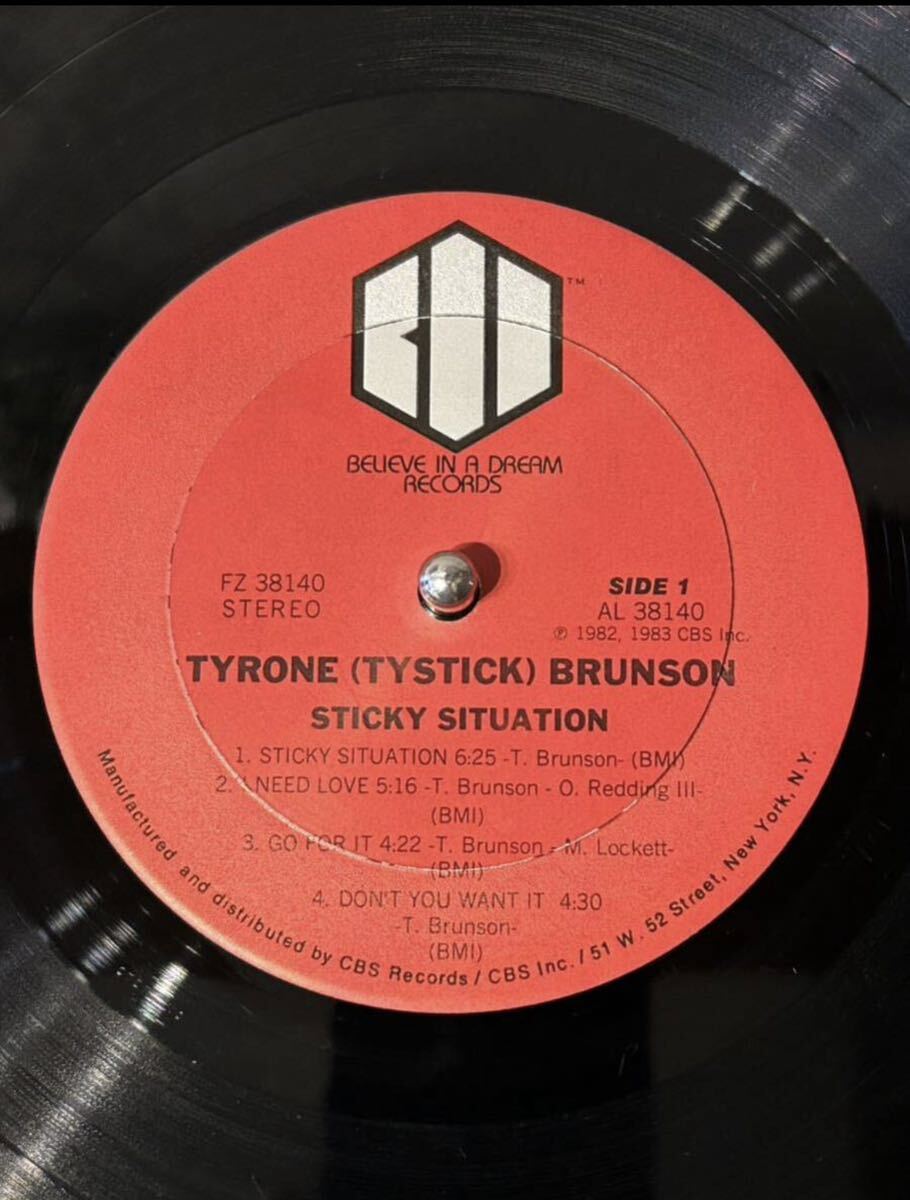 TM
BELIEVE IN A DREAM
RECORDS
FZ 38140
STEREO
SIDE 1
AL 38140
℗ 1982, 1983 CBS Inc.
TYRONE (TYSTICK) BRUNSON
STICKY SITUATION
1. STICKY SITUATION 6:25 -T. Brunson- (BMI)
2. I NEED LOVE 5:16 -T. Brunson - O. Redding III-
(BMI)
3. GO FOR IT 4:22 -T. Brunson - M. Lockett-
(BMI)
4. DON'T YOU WANT IT 4:30
-T. Brunson-
(BMI)
Manufactured and distributed by CBS Records / CBS Inc. / 51 W. 52 Street, New York, N.Y.